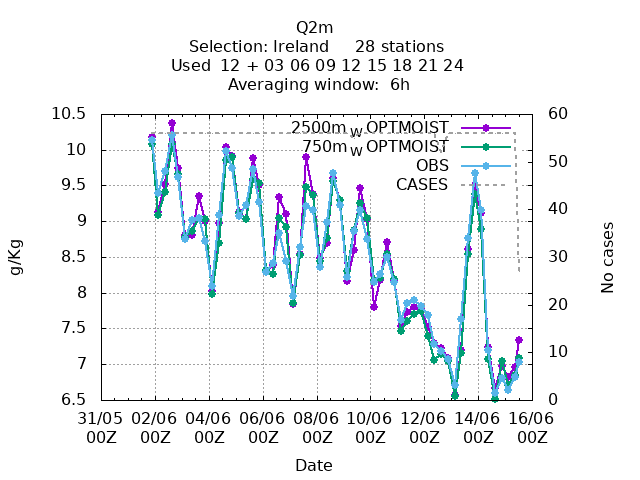 Q2m
Selection: Ireland     28 stations
Used  12 + 03 06 09 12 15 18 21 24
Averaging window:  6h
g/Kg
10.5
10
9.5
9
8.5
8
7.5
7
6.5
60
50
40
30
20
10
0
No cases
2500m_W OPTMOIST
750m_W OPTMOIST
OBS
CASES
31/05 02/06 04/06 06/06 08/06 10/06 12/06 14/06 16/06
00Z 00Z 00Z 00Z 00Z 00Z 00Z 00Z 00Z
Date